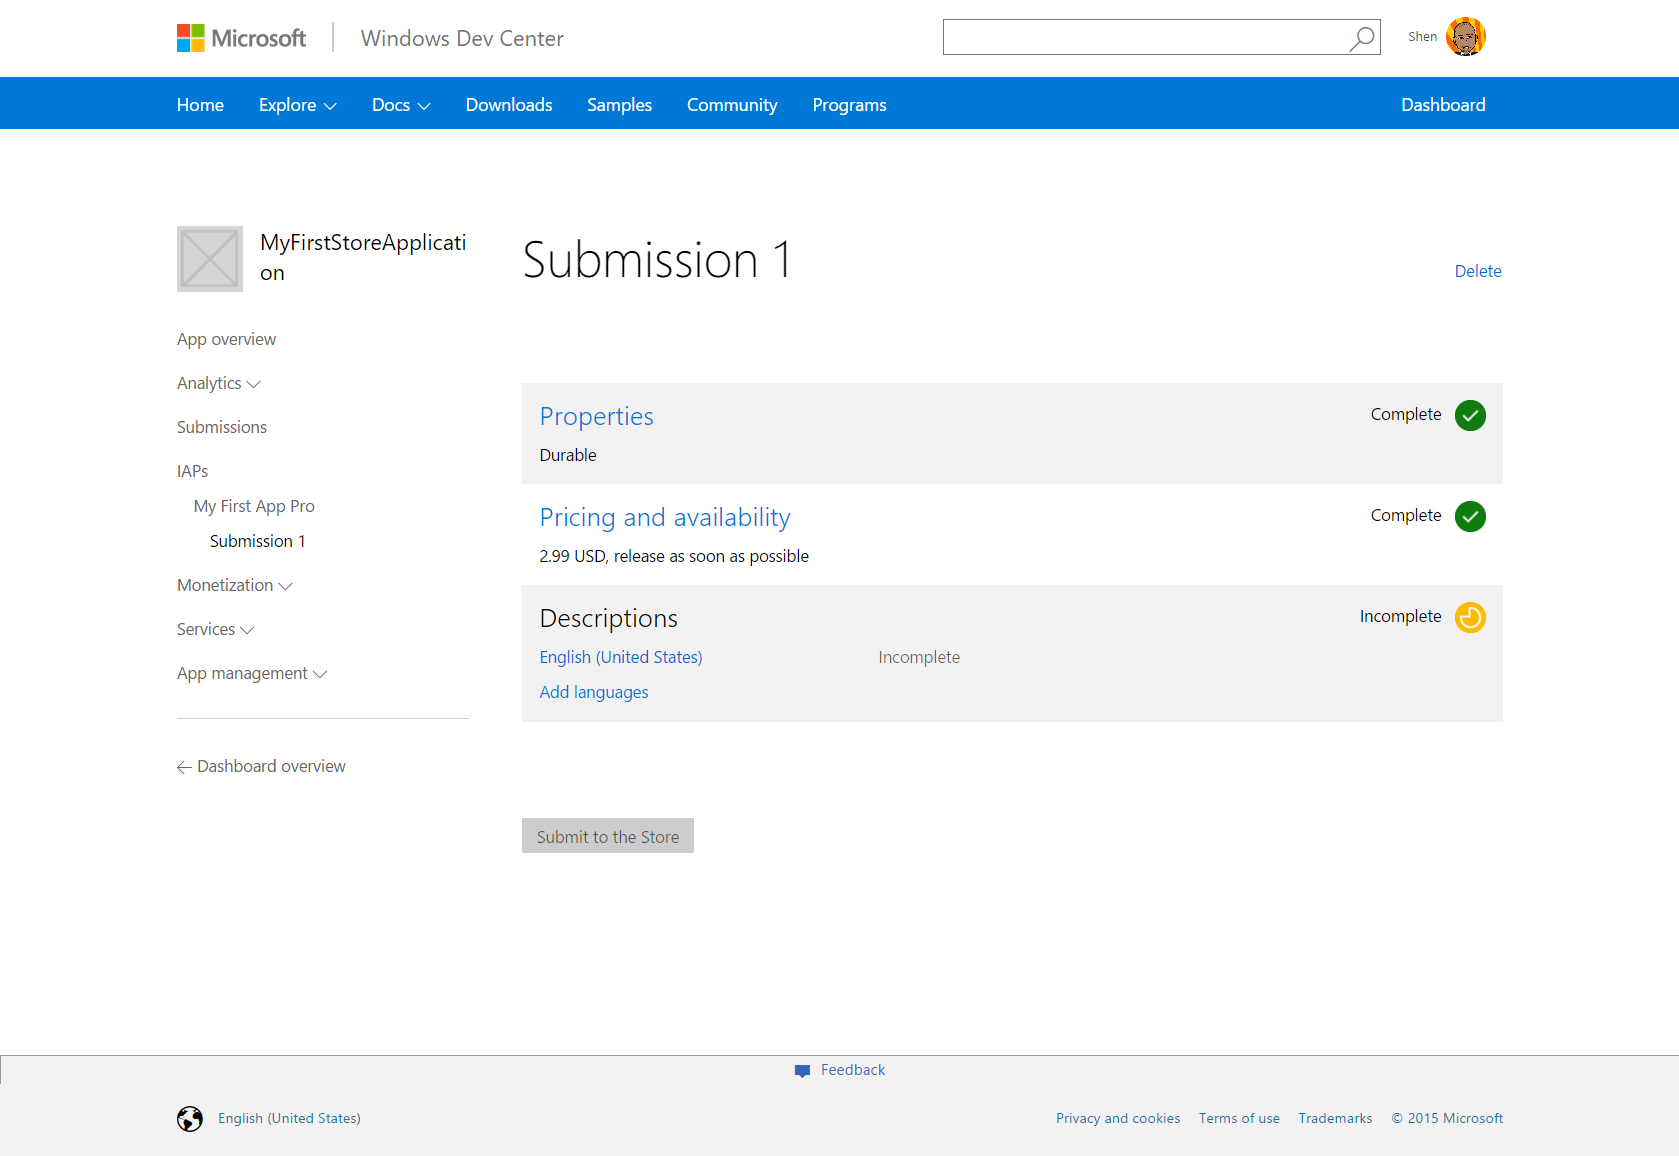 Microsoft
Windows Dev Center
Shen
Home
Explore
Docs
Downloads
Samples
Community
Programs
Dashboard
MyFirstStoreApplicati
on
App overview
Analytics
Submissions
IAPs
My First App Pro
Submission 1
Monetization
Services
App management
Dashboard overview
Submission 1
Delete
Properties
Complete
Durable
Pricing and availability
Complete
2.99 USD, release as soon as possible
Descriptions
Incomplete
English (United States)
Incomplete
Add languages
Submit to the Store
Feedback
English (United States)
Privacy and cookies
Terms of use
Trademarks
© 2015 Microsoft